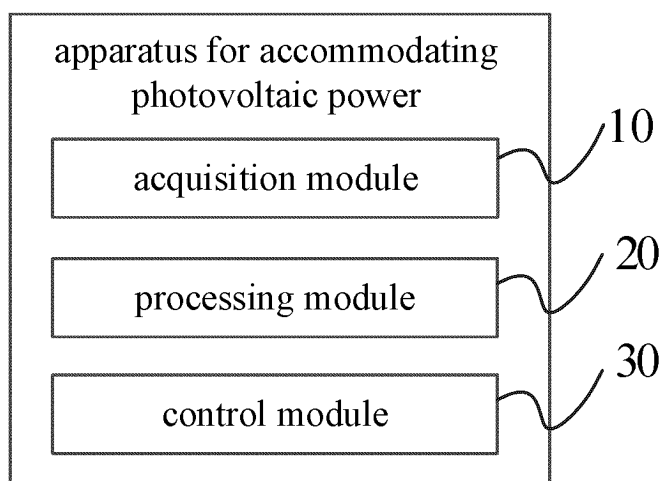 apparatus for accommodating
photovoltaic power
10
acquisition module
20
processing module
30
control module